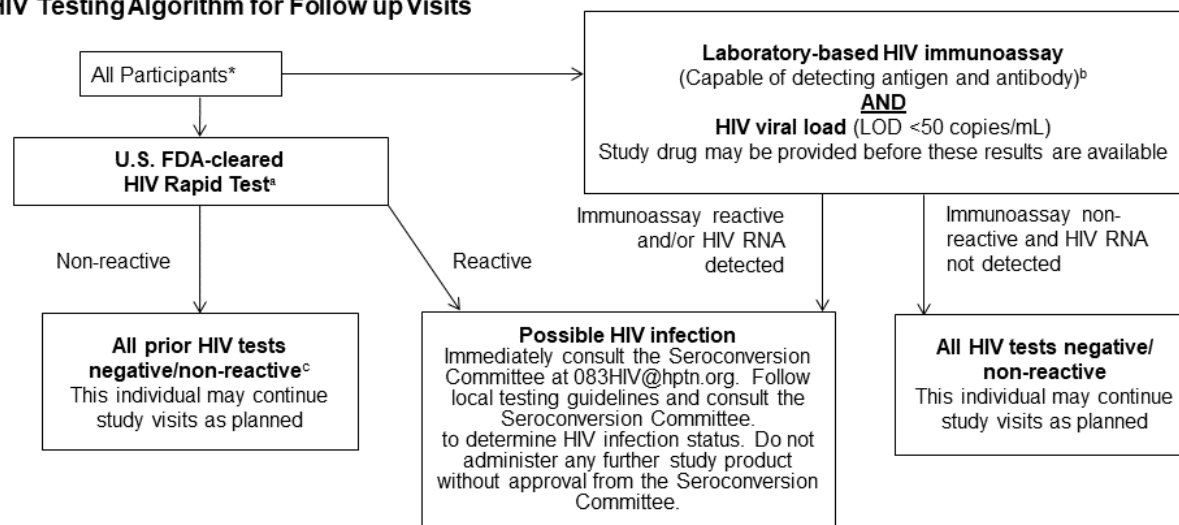 HIV Testing Algorithm for Follow up Visits
All Participants*
U.S. FDA-cleared
HIV Rapid Testᵃ
Non-reactive
Reactive
All prior HIV tests
negative/non-reactiveᶜ
This individual may continue
study visits as planned
Laboratory-based HIV immunoassay
(Capable of detecting antigen and antibody)ᵇ
AND
HIV viral load (LOD <50 copies/mL)
Study drug may be provided before these results are available
Immunoassay reactive
and/or HIV RNA
detected
Immunoassay non-
reactive and HIV RNA
not detected
Possible HIV infection
Immediately consult the Seroconversion
Committee at 083HIV@hptn.org. Follow
local testing guidelines and consult the
Seroconversion Committee.
to determine HIV infection status. Do not
administer any further study product
without approval from the Seroconversion
Committee.
All HIV tests negative/
non-reactive
This individual may continue
study visits as planned